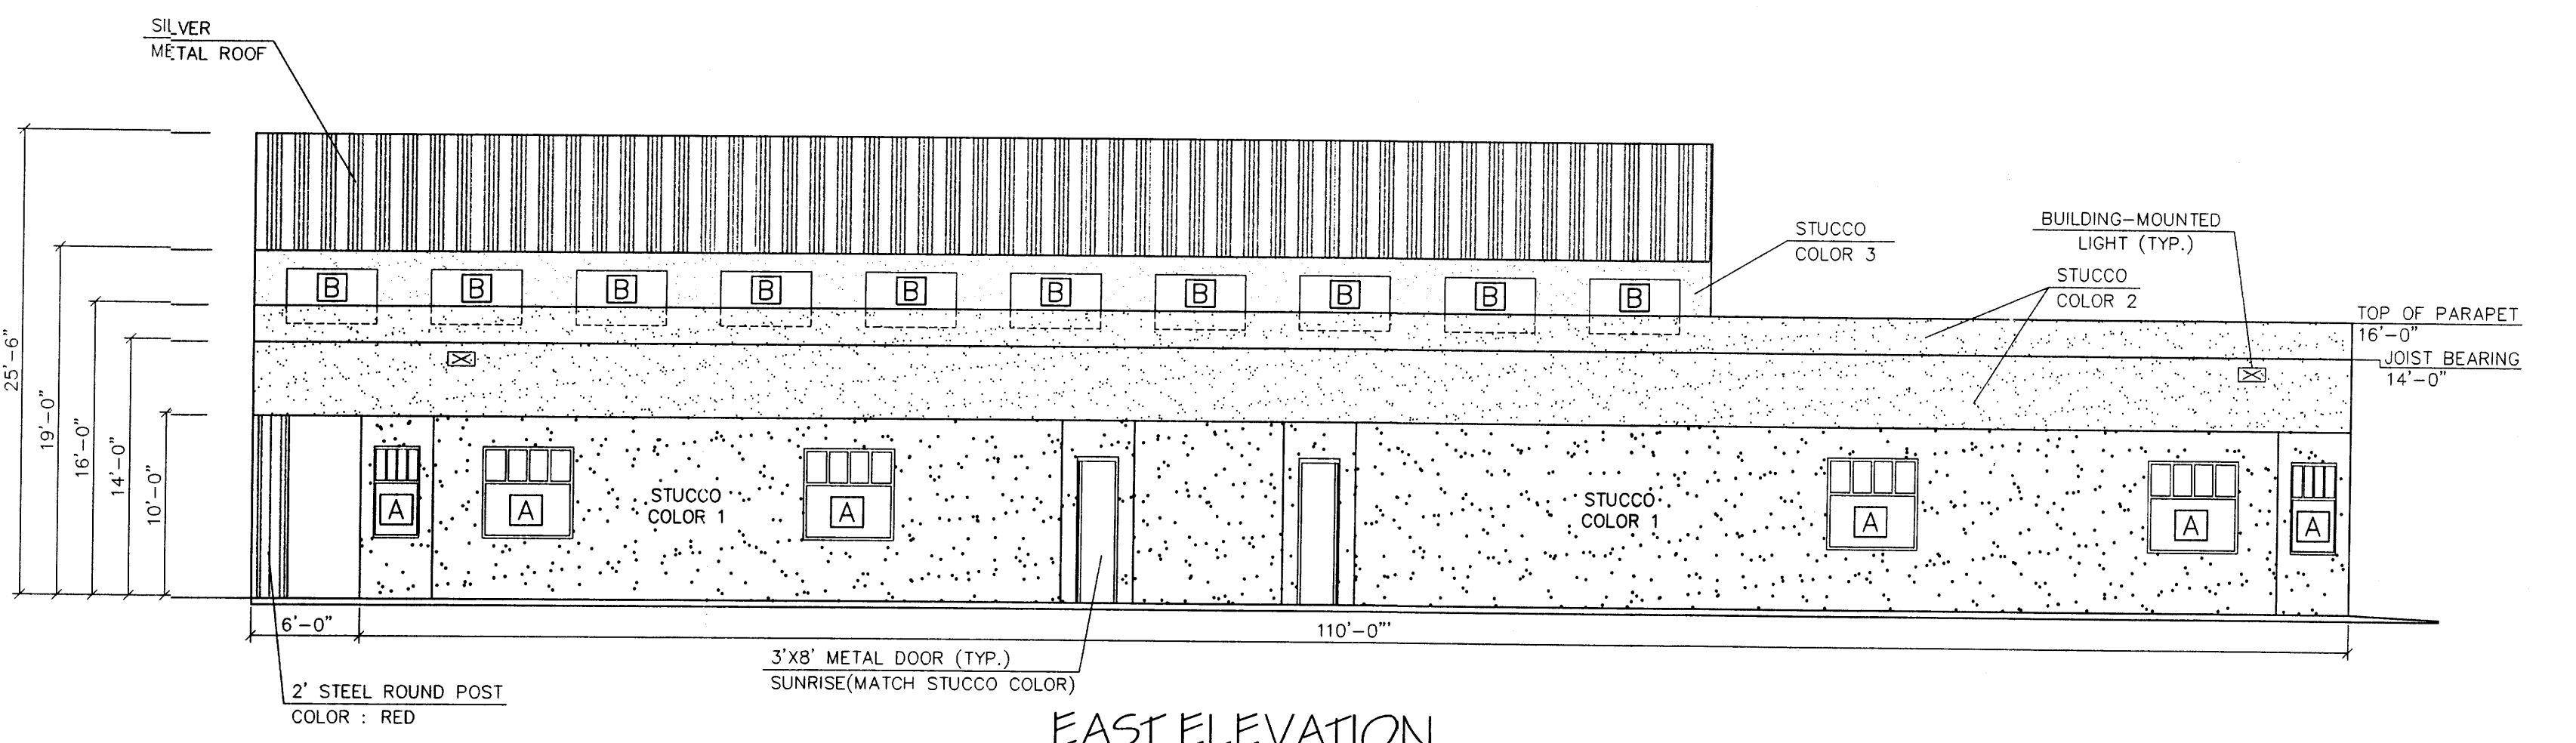 SILVER
METAL ROOF
BUILDING-MOUNTED
LIGHT (TYP.)
STUCCO
COLOR 3
STUCCO
COLOR 2
B B B B B B B B B B
TOP OF PARAPET
16'-0"
JOIST BEARING
14'-0"
25'-6"
19'-0"
16'-0"
14'-0"
10'-0"
A A A A A A
STUCCO
COLOR 1
STUCCO
COLOR 1
6'-0"
110'-0"'
3'X8' METAL DOOR (TYP.)
SUNRISE(MATCH STUCCO COLOR)
2' STEEL ROUND POST
COLOR : RED
EAST ELEVATION